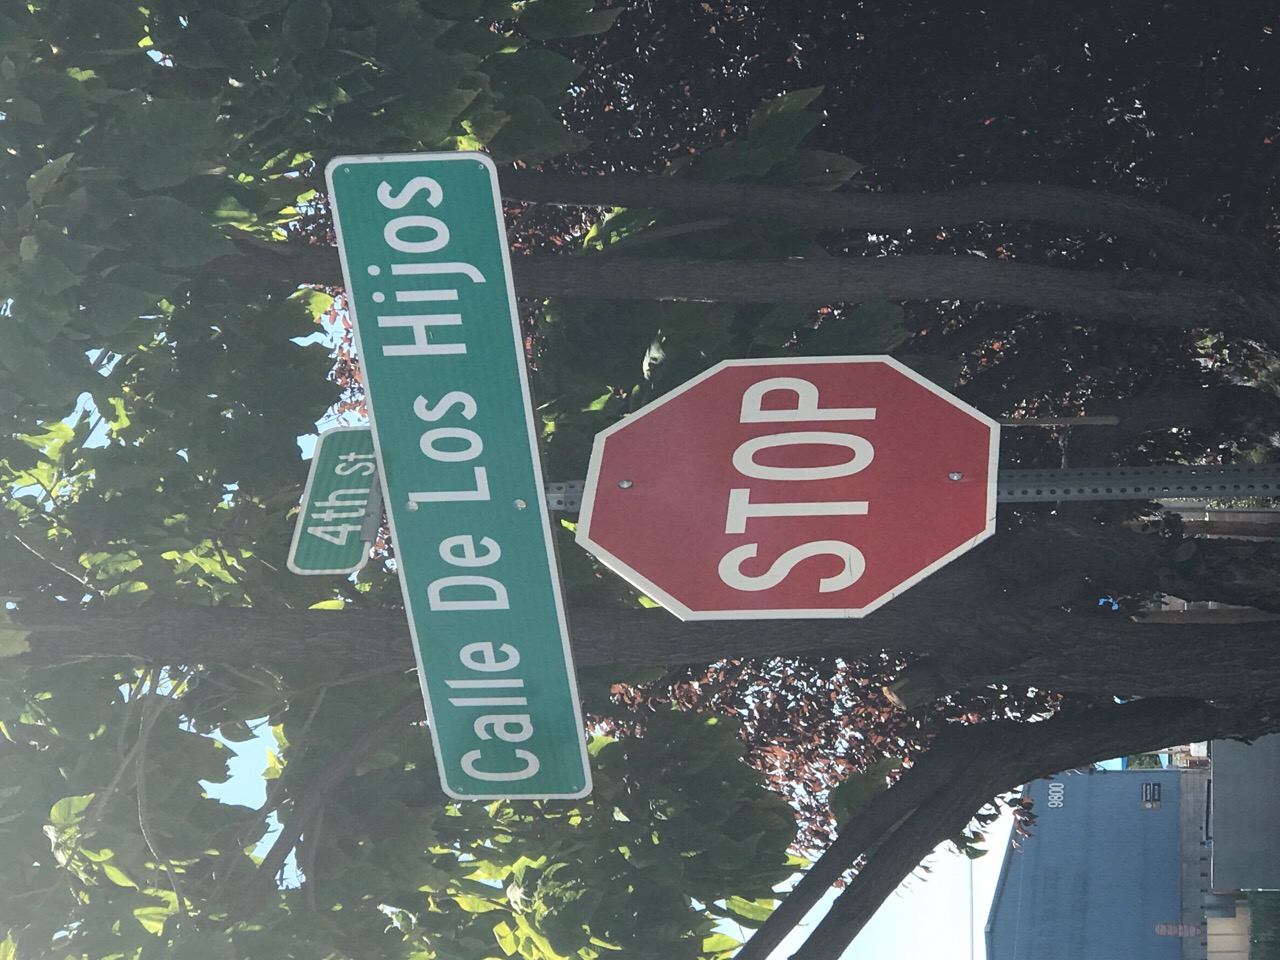 4th St
Calle De Los Hijos
STOP
9800